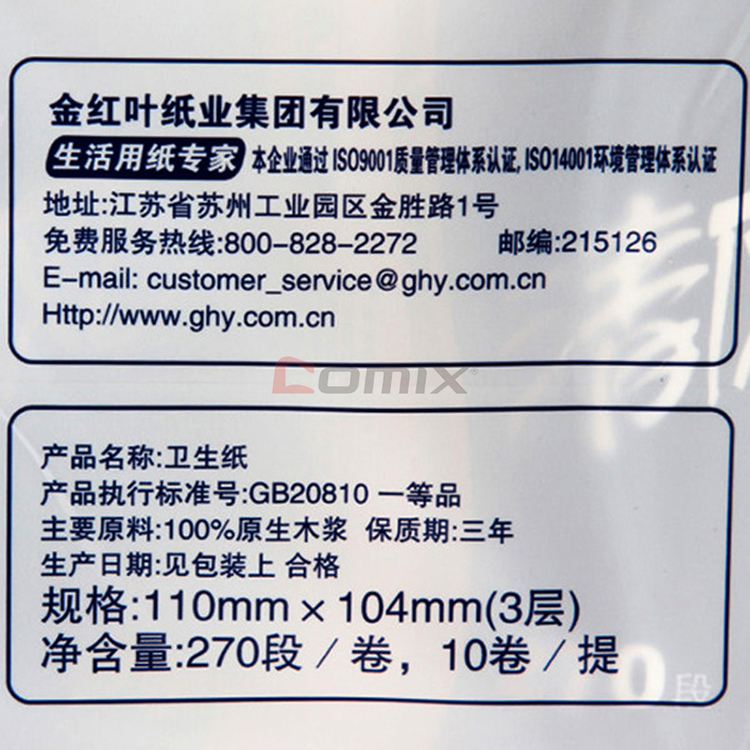 金红叶纸业集团有限公司
生活用纸专家 本企业通过 ISO9001质量管理体系认证, ISO14001环境管理体系认证
地址:江苏省苏州工业园区金胜路1号
免费服务热线:800-828-2272 邮编:215126
E-mail: customer_service@ghy.com.cn
Http://www.ghy.com.cn
Comix
产品名称:卫生纸
产品执行标准号:GB20810 一等品
主要原料:100%原生木浆 保质期:三年
生产日期:见包装上 合格
规格:110mm × 104mm(3层)
净含量:270段 / 卷, 10卷 / 提
段